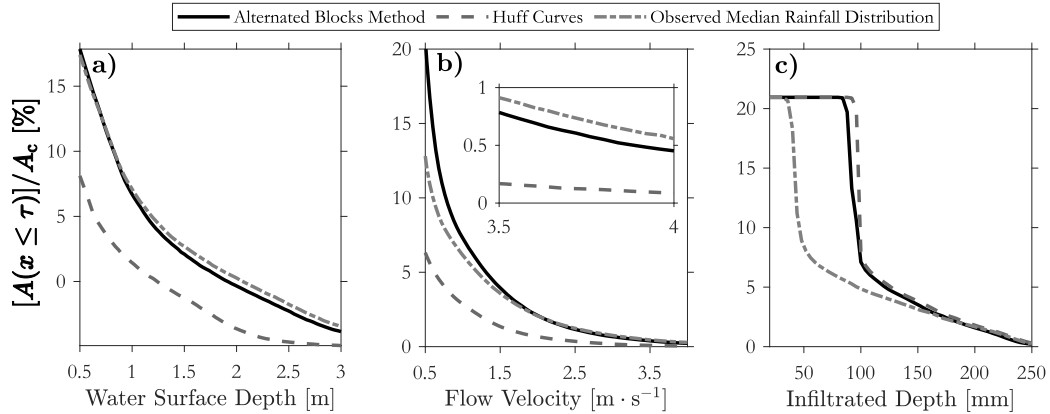 Alternated Blocks Method Huff Curves Observed Median Rainfall Distribution
[A(x ≤ τ)]/A_c [%]
a)
15
10
5
0
0.5 1 1.5 2 2.5 3
Water Surface Depth [m]
b)
20
15
10
5
0
0.5 1.5 2.5 3.5
Flow Velocity [m · s⁻¹]
1
0.5
0
3.5 4
c)
25
20
15
10
5
0
50 100 150 200 250
Infiltrated Depth [mm]